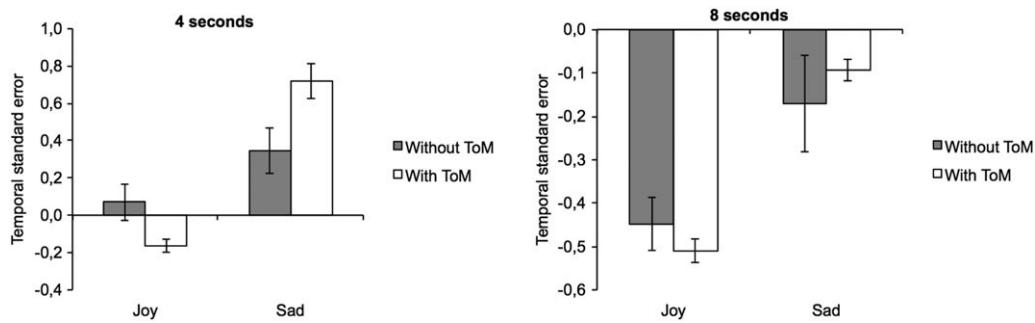 4 seconds
Temporal standard error
1,0
0,8
0,6
0,4
0,2
0,0
-0,2
-0,4
Joy
Sad
Without ToM
With ToM
8 seconds
Temporal standard error
0,0
-0,1
-0,2
-0,3
-0,4
-0,5
-0,6
Joy
Sad
Without ToM
With ToM